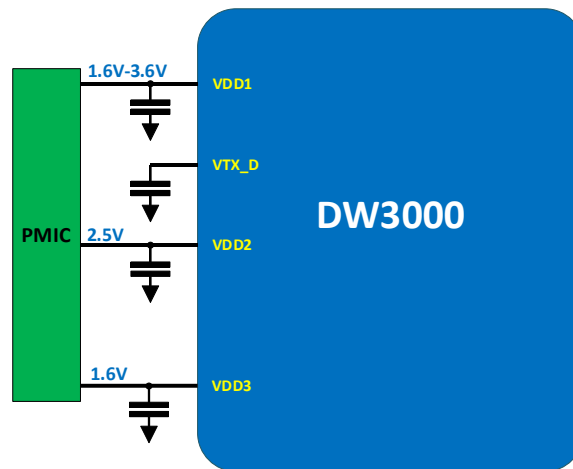 1.6V-3.6V
VDD1
VTX_D
DW3000
PMIC
2.5V
VDD2
1.6V
VDD3